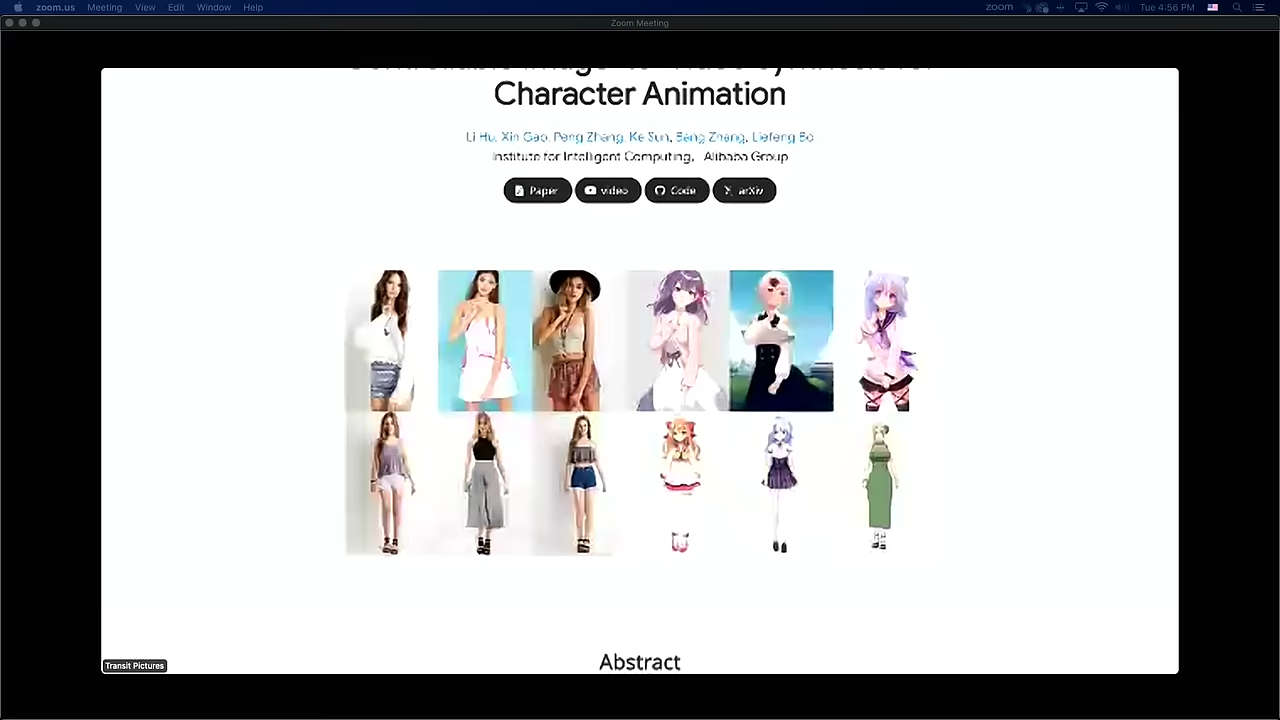 zoom.us Meeting View Edit Window Help zoom Tue 4:56 PM
Zoom Meeting
Character Animation
Li Hu, Xin Gao, Peng Zhang, Ke Sun, Bang Zhang, Liefeng Bo
Institute for Intelligent Computing, Alibaba Group
Paper video Code arXiv
Abstract
Transit Pictures